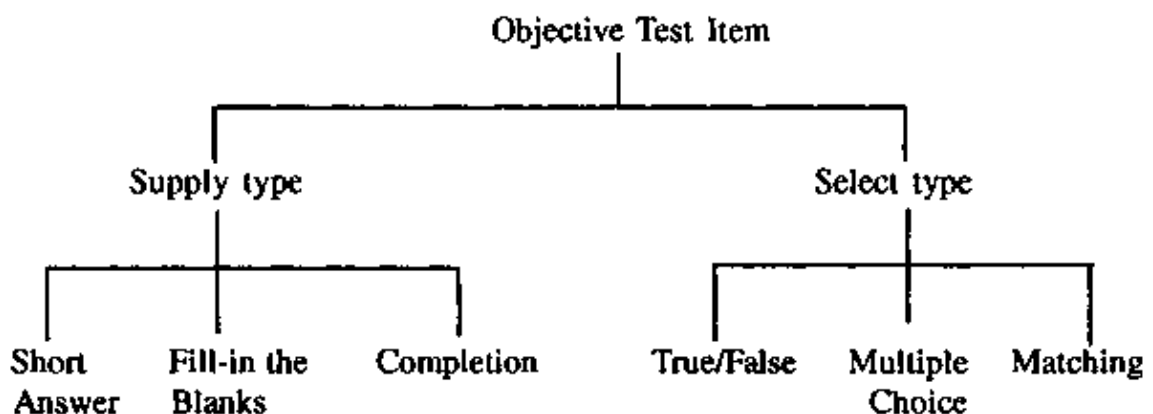 Objective Test Item
Supply type
Select type
Short Answer
Fill-in the Blanks
Completion
True/False
Multiple Choice
Matching